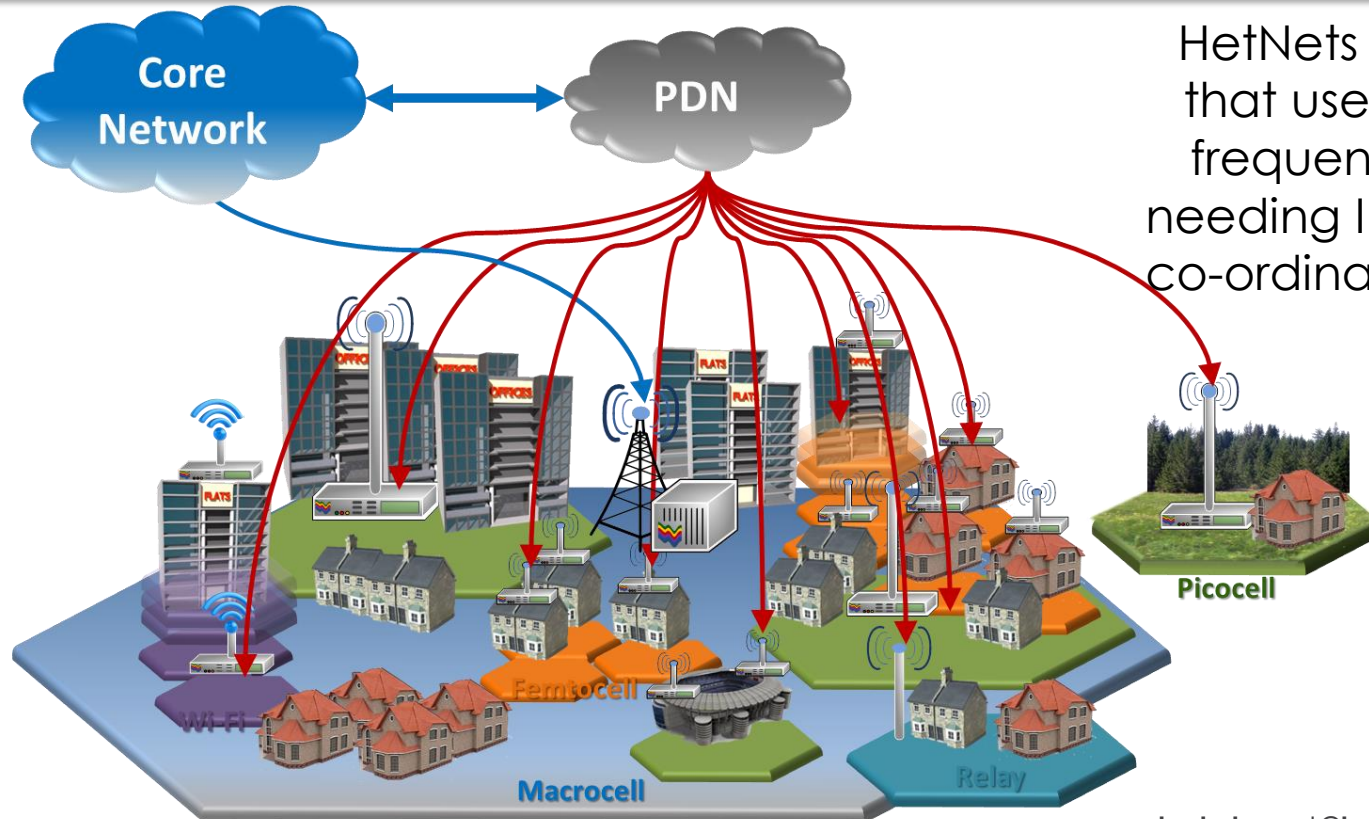 Core
Network
PDN
HetNets
that use
frequen
needing I
co-ordina
OFFICES
OFFICES
FLATS
FLATS
FLATS
Picocell
Femtocell
Wi-Fi
Relay
Macrocell